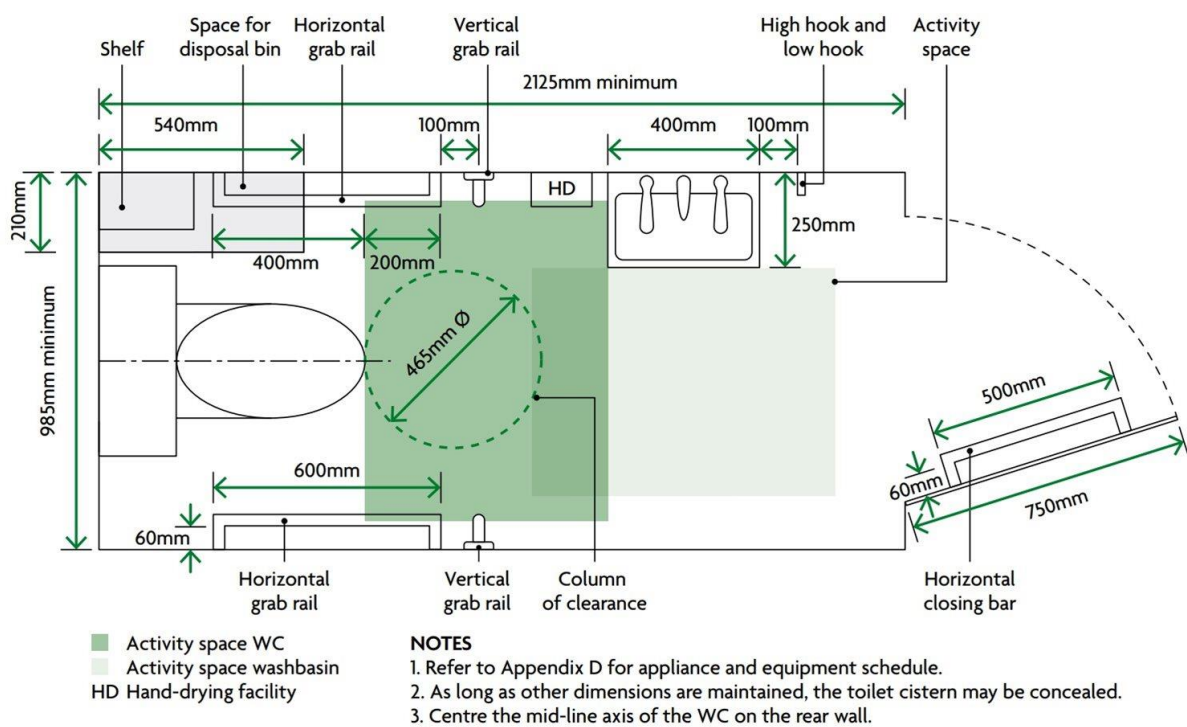 Shelf
Space for
disposal bin
Horizontal
grab rail
Vertical
grab rail
High hook and
low hook
Activity
space
2125mm minimum
540mm
100mm
400mm
100mm
210mm
HD
250mm
400mm
200mm
985mm minimum
465mm Ø
500mm
600mm
60mm
750mm
60mm
Horizontal
grab rail
Vertical
grab rail
Column
of clearance
Horizontal
closing bar
Activity space WC
Activity space washbasin
HD Hand-drying facility
NOTES
1. Refer to Appendix D for appliance and equipment schedule.
2. As long as other dimensions are maintained, the toilet cistern may be concealed.
3. Centre the mid-line axis of the WC on the rear wall.